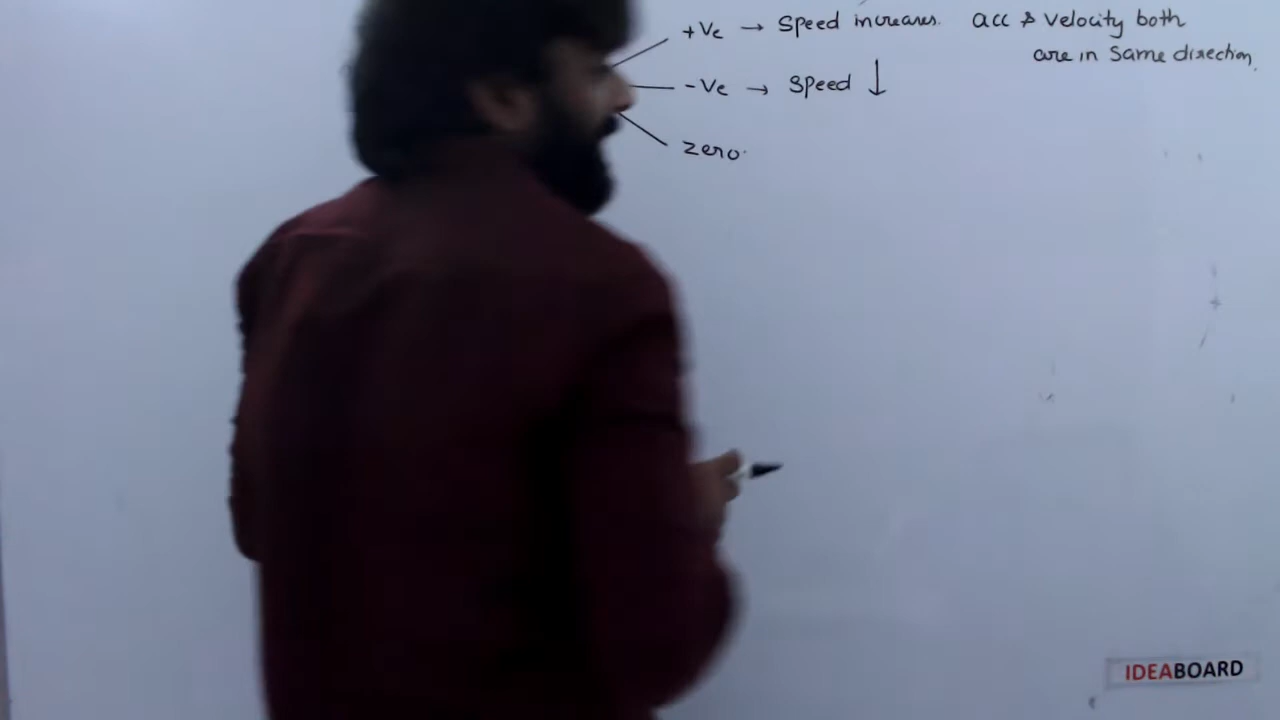 +Ve → Speed increases. acc & Velocity both
are in Same direction.
-Ve → Speed ↓
zero.
IDEABOARD